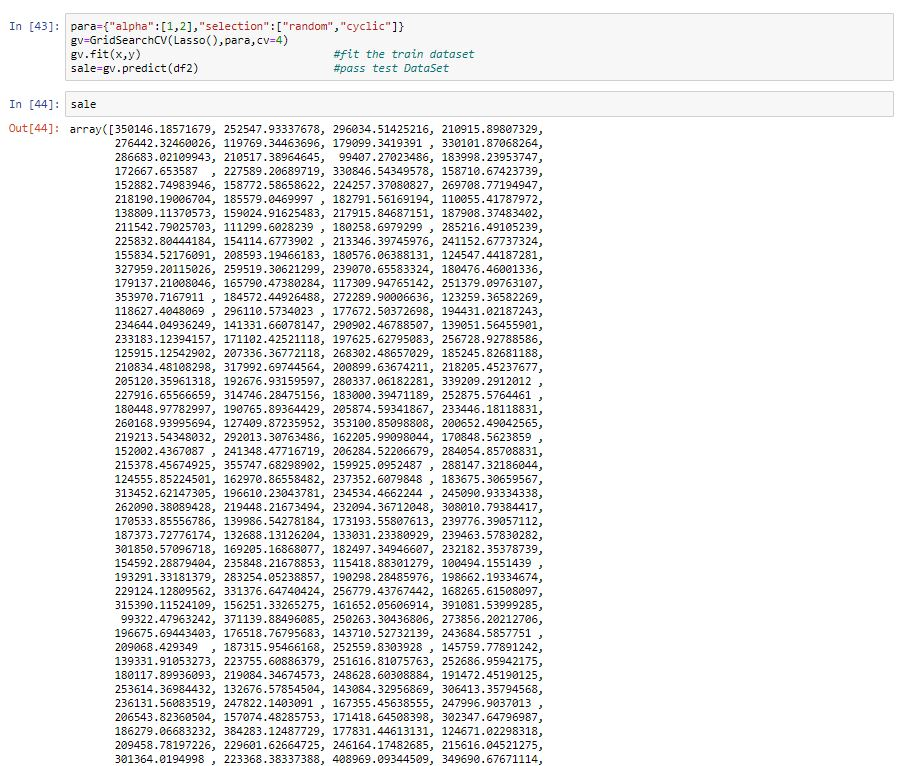 In [43]: para={"alpha":[1,2],"selection":["random","cyclic"]}
gv=GridSearchCV(Lasso(),para,cv=4)
gv.fit(x,y) #fit the train dataset
sale=gv.predict(df2) #pass test DataSet
In [44]: sale
Out[44]: array([350146.18571679, 252547.93337678, 296034.51425216, 210915.89807329,
276442.32460026, 119769.34463696, 179099.3419391 , 330101.87068264,
286683.02109943, 210517.38964645, 99407.27023486, 183998.23953747,
172667.653587 , 227589.20689719, 330846.54349578, 158710.67423739,
152882.74983946, 158772.58658622, 224257.37080827, 269708.77194947,
218190.19006704, 185579.0469997 , 182791.56169194, 110055.41787972,
138809.11370573, 159024.91625483, 217915.84687151, 187908.37483402,
211542.79025703, 111299.6028239 , 180258.6979299 , 285216.49105239,
225832.80444184, 154114.6773902 , 213346.39745976, 241152.67737324,
155834.52176091, 208593.19466183, 180576.06388131, 124547.44187281,
327959.20115026, 259519.30621299, 239070.65583324, 180476.46001336,
179137.21008046, 165790.47380284, 117309.94765142, 251379.09763107,
353970.7167911 , 184572.44926488, 272289.90006636, 123259.36582269,
118627.4048069 , 296110.5734023 , 177672.50372698, 194431.02187243,
234644.04936249, 141331.66078147, 290902.46788507, 139051.56455901,
233183.12394157, 171102.42521118, 197625.62795083, 256728.92788586,
125915.12542902, 207336.36772118, 268302.48657029, 185245.82681188,
210834.48108298, 317992.69744564, 200899.63674211, 218205.45237677,
205120.35961318, 192676.93159597, 280337.06182281, 339209.2912012 ,
227916.65566659, 314746.28475156, 183000.39471189, 252875.5764461 ,
180448.97782997, 190765.89364429, 205874.59341867, 233446.18118831,
260168.93995694, 127409.87235952, 353100.85098808, 200652.49042565,
219213.54348032, 292013.30763486, 162205.99098044, 170848.5623859 ,
152002.4367087 , 241348.47716719, 206284.52206679, 284054.85708831,
215378.45674925, 355747.68298902, 159925.0952487 , 288147.32186044,
124555.85224501, 162970.86558482, 237352.6079848 , 183675.30659567,
313452.62147305, 196610.23043781, 234534.4662244 , 245090.93334338,
262090.38089428, 219448.21673494, 232094.36712048, 308010.79384417,
170533.85556786, 139986.54278184, 173193.55807613, 239776.39057112,
187373.72776174, 132688.13126204, 133031.23380929, 239463.57830282,
301850.57096718, 169205.16868077, 182497.34946607, 232182.35378739,
154592.28879404, 235848.21678853, 115418.88301279, 100494.1551439 ,
193291.33181379, 283254.05238857, 190298.28485976, 198662.19334674,
229124.12809562, 331376.64740424, 256779.43767442, 168265.61508097,
315390.11524109, 156251.33265275, 161652.05606914, 391081.53999285,
99322.47963242, 371139.88496085, 250263.30436806, 273856.20212706,
196675.69443403, 176518.76795683, 143710.52732139, 243684.5857751 ,
209068.429349 , 187315.95466168, 252559.8303928 , 145759.77891242,
139331.91053273, 223755.60886379, 251616.81075763, 252686.95942175,
180117.89936093, 219084.34674573, 248628.60308884, 191472.45190125,
253614.36984432, 132676.57854504, 143084.32956869, 306413.35794568,
236131.56083519, 247822.1403091 , 167355.45638555, 247996.9037013 ,
206543.82360504, 157074.48285753, 171418.64508398, 302347.64796987,
186279.06683232, 384283.12487729, 177831.44613131, 124671.02298318,
209458.78197226, 229601.62664725, 246164.17482685, 215616.04521275,
301364.0194998 , 223368.38337388, 408969.09344509, 349690.67671114,